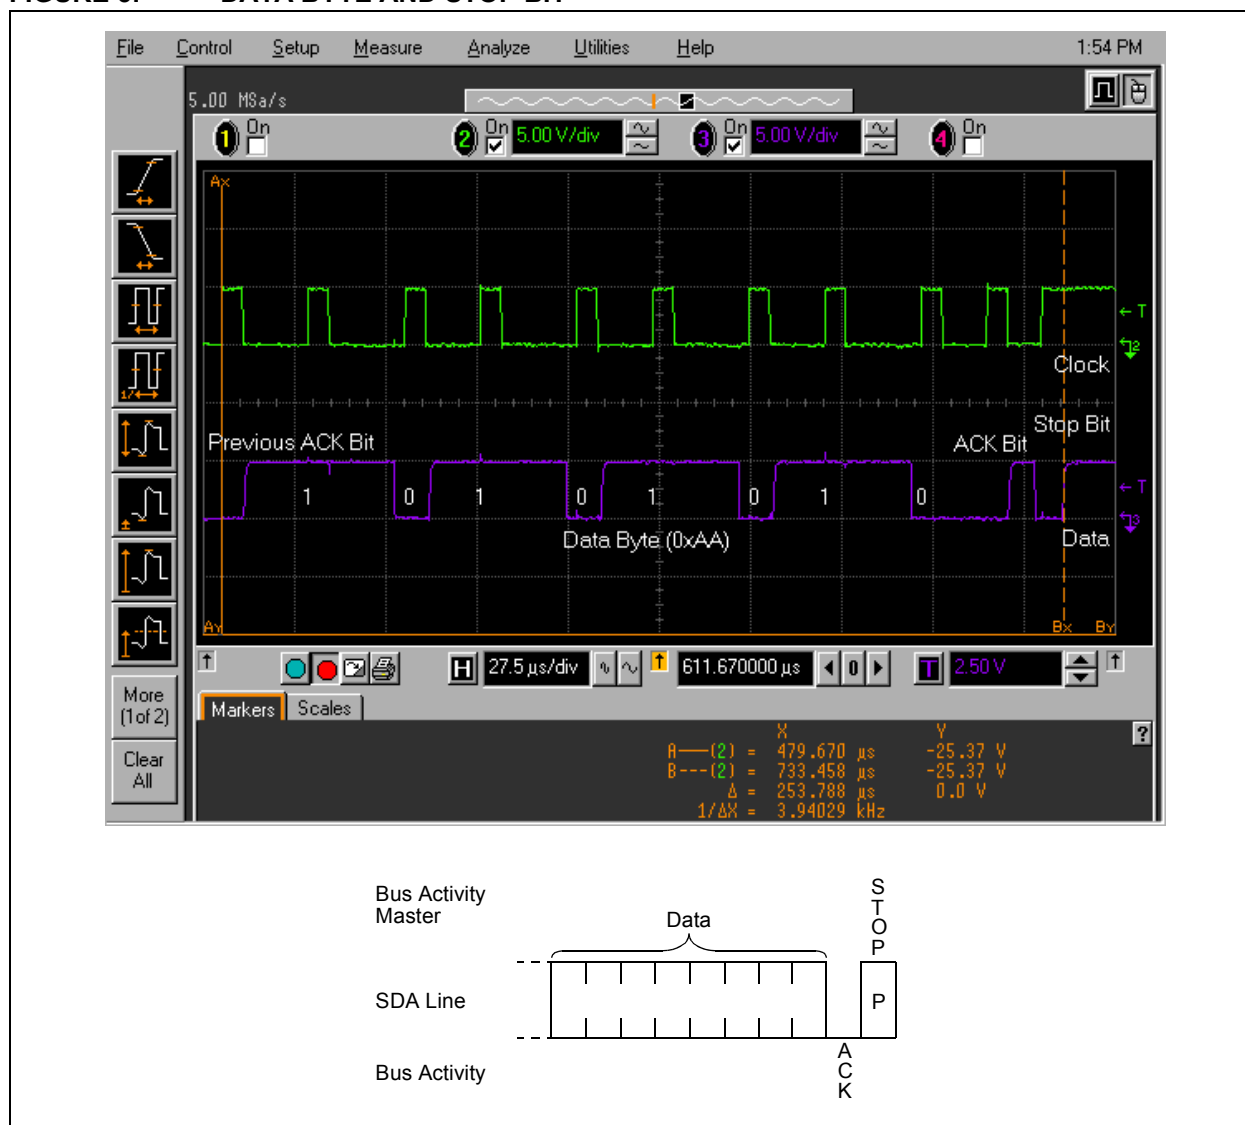 File Control Setup Measure Analyze Utilities Help 1:54 PM
5.00 MSa/s
1 On 2 On 5.00 V/div 3 On 5.00 V/div 4 On
Ax
T
2
Clock
Previous ACK Bit ACK Bit Stop Bit
1 0 1 0 1 0 1 0
T
3
Data Byte (0xAA) Data
Ay Bx By
H 27.5 µs/div 611.670000 µs 0 T 2.50 V
More
(1of 2)
Clear
All
Markers Scales
X Y
A——(2) = 479.670 µs -25.37 V
B---(2) = 733.458 µs -25.37 V
Δ = 253.788 µs 0.0 V
1/ΔX = 3.94029 kHz
?
Bus Activity
Master
Data
STOP
SDA Line
P
Bus Activity
ACK